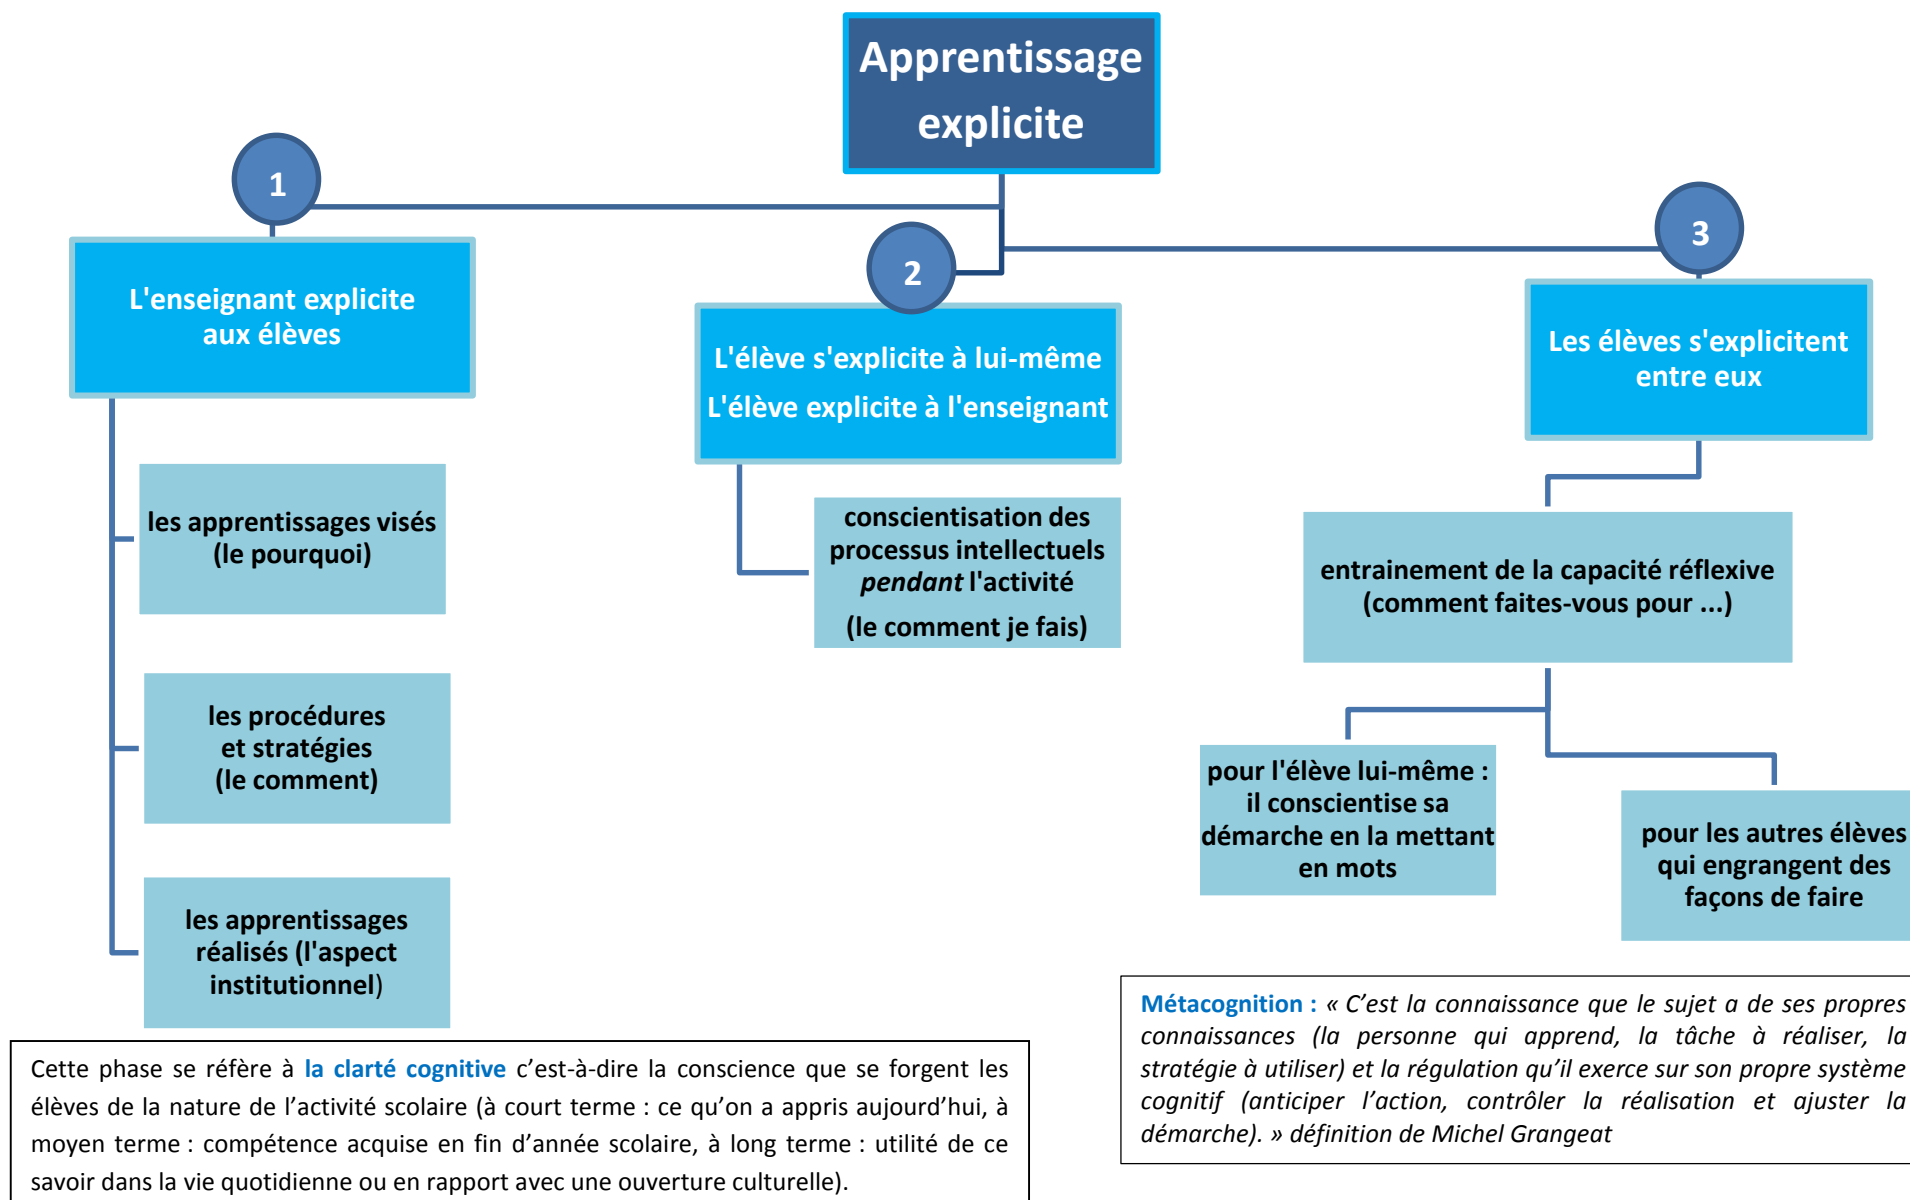 Apprentissage
explicite
1
L'enseignant explicite
aux élèves
les apprentissages visés
(le pourquoi)
les procédures
et stratégies
(le comment)
les apprentissages
réalisés (l'aspect
institutionnel)
2
L'élève s'explicite à lui-même
L'élève explicite à l'enseignant
conscientisation des
processus intellectuels
pendant l'activité
(le comment je fais)
3
Les élèves s'explicitent
entre eux
entrainement de la capacité réflexive
(comment faites-vous pour ...)
pour l'élève lui-même :
il conscientise sa
démarche en la mettant
en mots
pour les autres élèves
qui engrangent des
façons de faire
Cette phase se réfère à la clarté cognitive c’est-à-dire la conscience que se forgent les
élèves de la nature de l’activité scolaire (à court terme : ce qu’on a appris aujourd’hui, à
moyen terme : compétence acquise en fin d’année scolaire, à long terme : utilité de ce
savoir dans la vie quotidienne ou en rapport avec une ouverture culturelle).
Métacognition : « C’est la connaissance que le sujet a de ses propres
connaissances (la personne qui apprend, la tâche à réaliser, la
stratégie à utiliser) et la régulation qu’il exerce sur son propre système
cognitif (anticiper l’action, contrôler la réalisation et ajuster la
démarche). » définition de Michel Grangeat